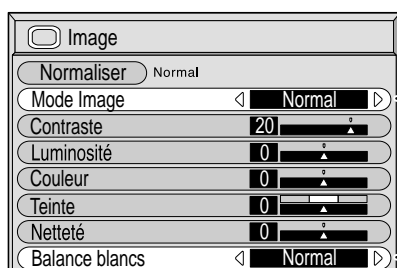 Image
Normaliser Normal
Mode Image Normal
Contraste 20
Luminosité 0
Couleur 0
Teinte 0
Netteté 0
Balance blancs Normal